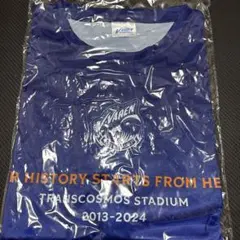 R HISTORY STARTS FROM HE
TRANSCOSMOS STADIUM
2013-2024